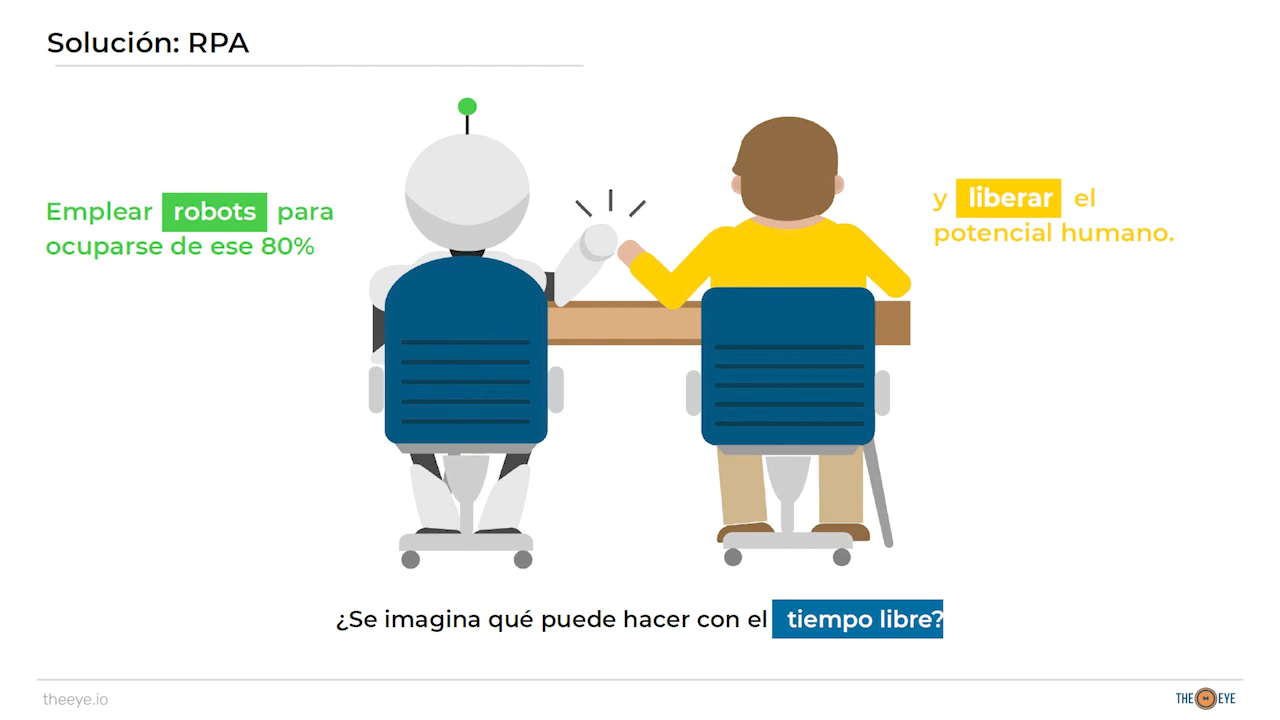 Solución: RPA
Emplear robots para
ocuparse de ese 80%
y liberar el
potencial humano.
¿Se imagina qué puede hacer con el tiempo libre?
theeye.io
THE EYE